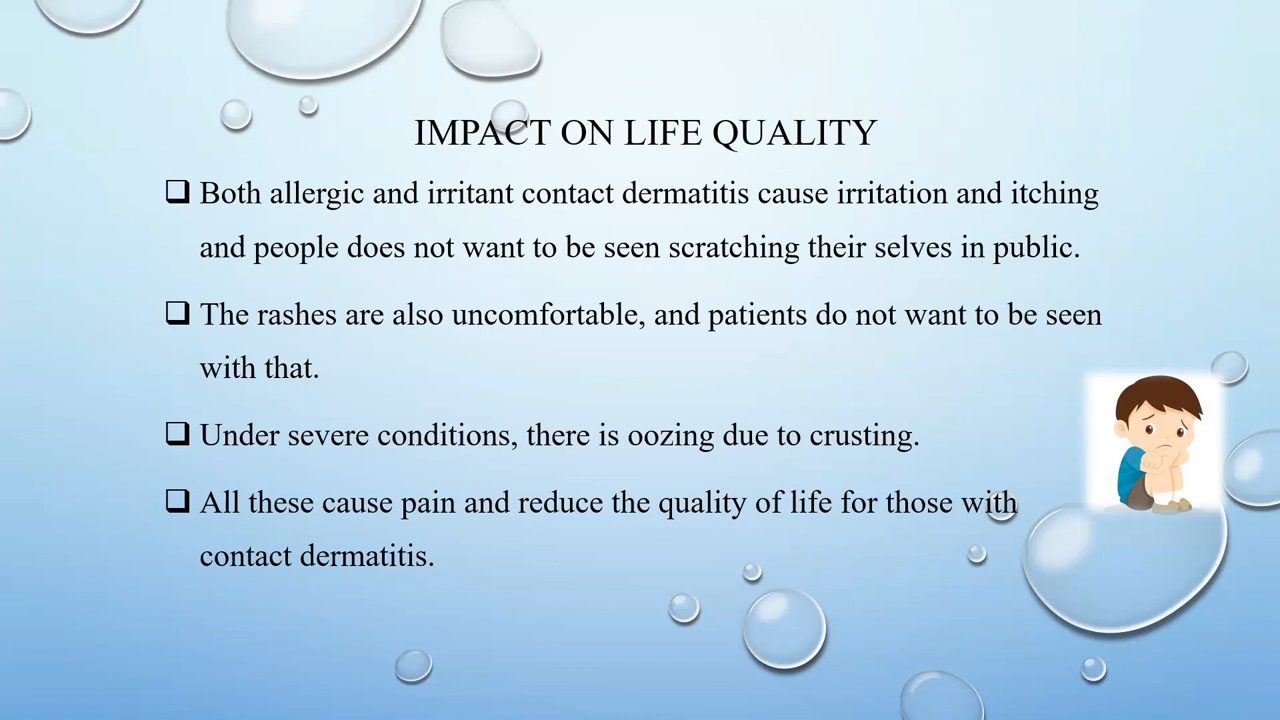 IMPACT ON LIFE QUALITY
❑ Both allergic and irritant contact dermatitis cause irritation and itching
and people does not want to be seen scratching their selves in public.
❑ The rashes are also uncomfortable, and patients do not want to be seen
with that.
❑ Under severe conditions, there is oozing due to crusting.
❑ All these cause pain and reduce the quality of life for those with
contact dermatitis.